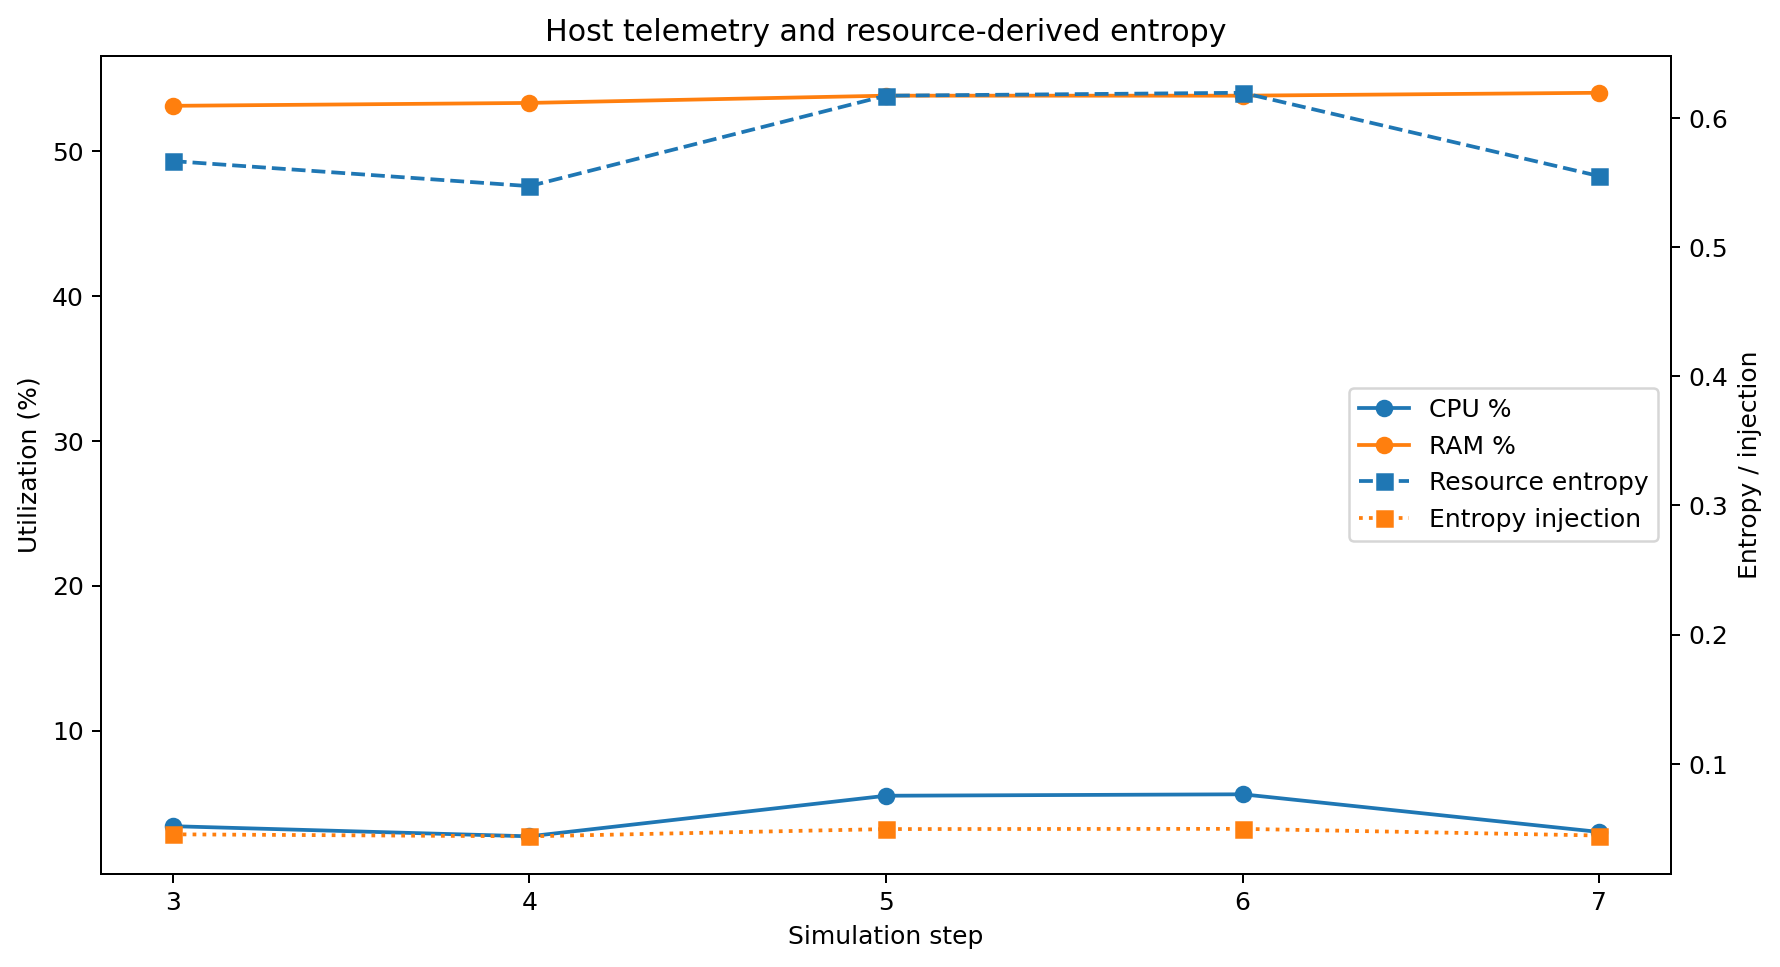 Host telemetry and resource-derived entropy
Utilization (%)
50
40
30
20
10
0.6
0.5
0.4
0.3
0.2
0.1
Entropy / injection
CPU %
RAM %
Resource entropy
Entropy injection
3 4 5 6 7
Simulation step